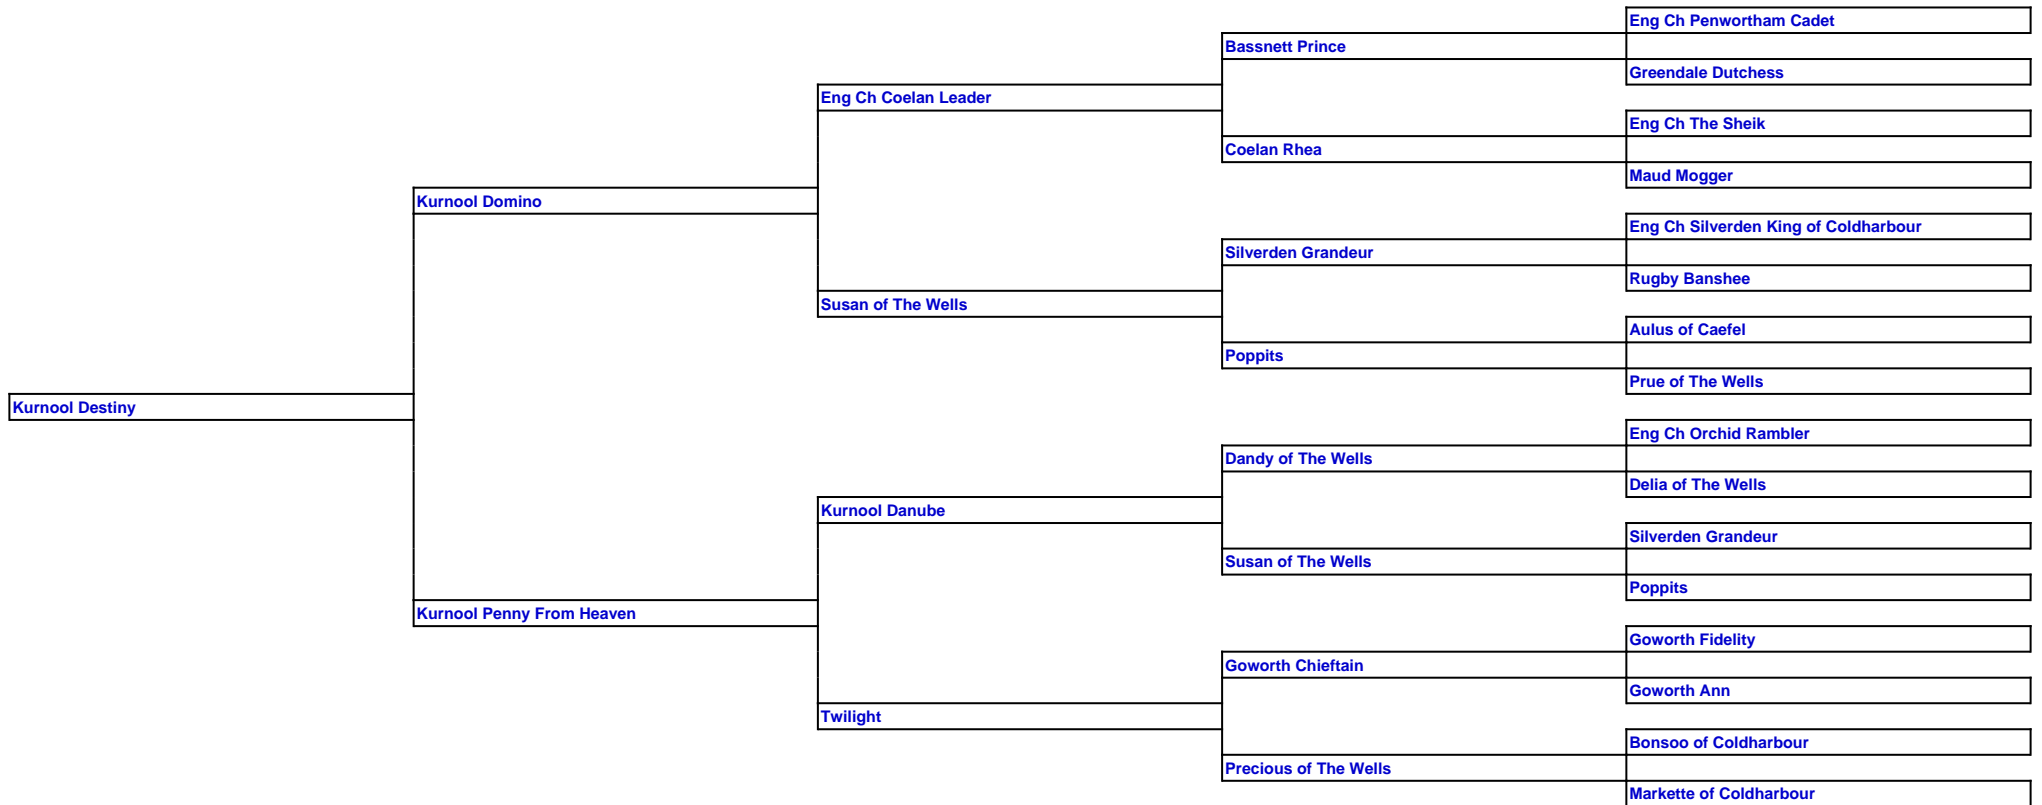 Eng Ch Penwortham Cadet
Bassnett Prince
Greendale Dutchess
Eng Ch Coelan Leader
Eng Ch The Sheik
Coelan Rhea
Maud Mogger
Kurnool Domino
Eng Ch Silverden King of Coldharbour
Silverden Grandeur
Rugby Banshee
Susan of The Wells
Aulus of Caefel
Poppits
Prue of The Wells
Kurnool Destiny
Eng Ch Orchid Rambler
Dandy of The Wells
Delia of The Wells
Kurnool Danube
Silverden Grandeur
Susan of The Wells
Poppits
Kurnool Penny From Heaven
Goworth Fidelity
Goworth Chieftain
Goworth Ann
Twilight
Bonsoo of Coldharbour
Precious of The Wells
Markette of Coldharbour